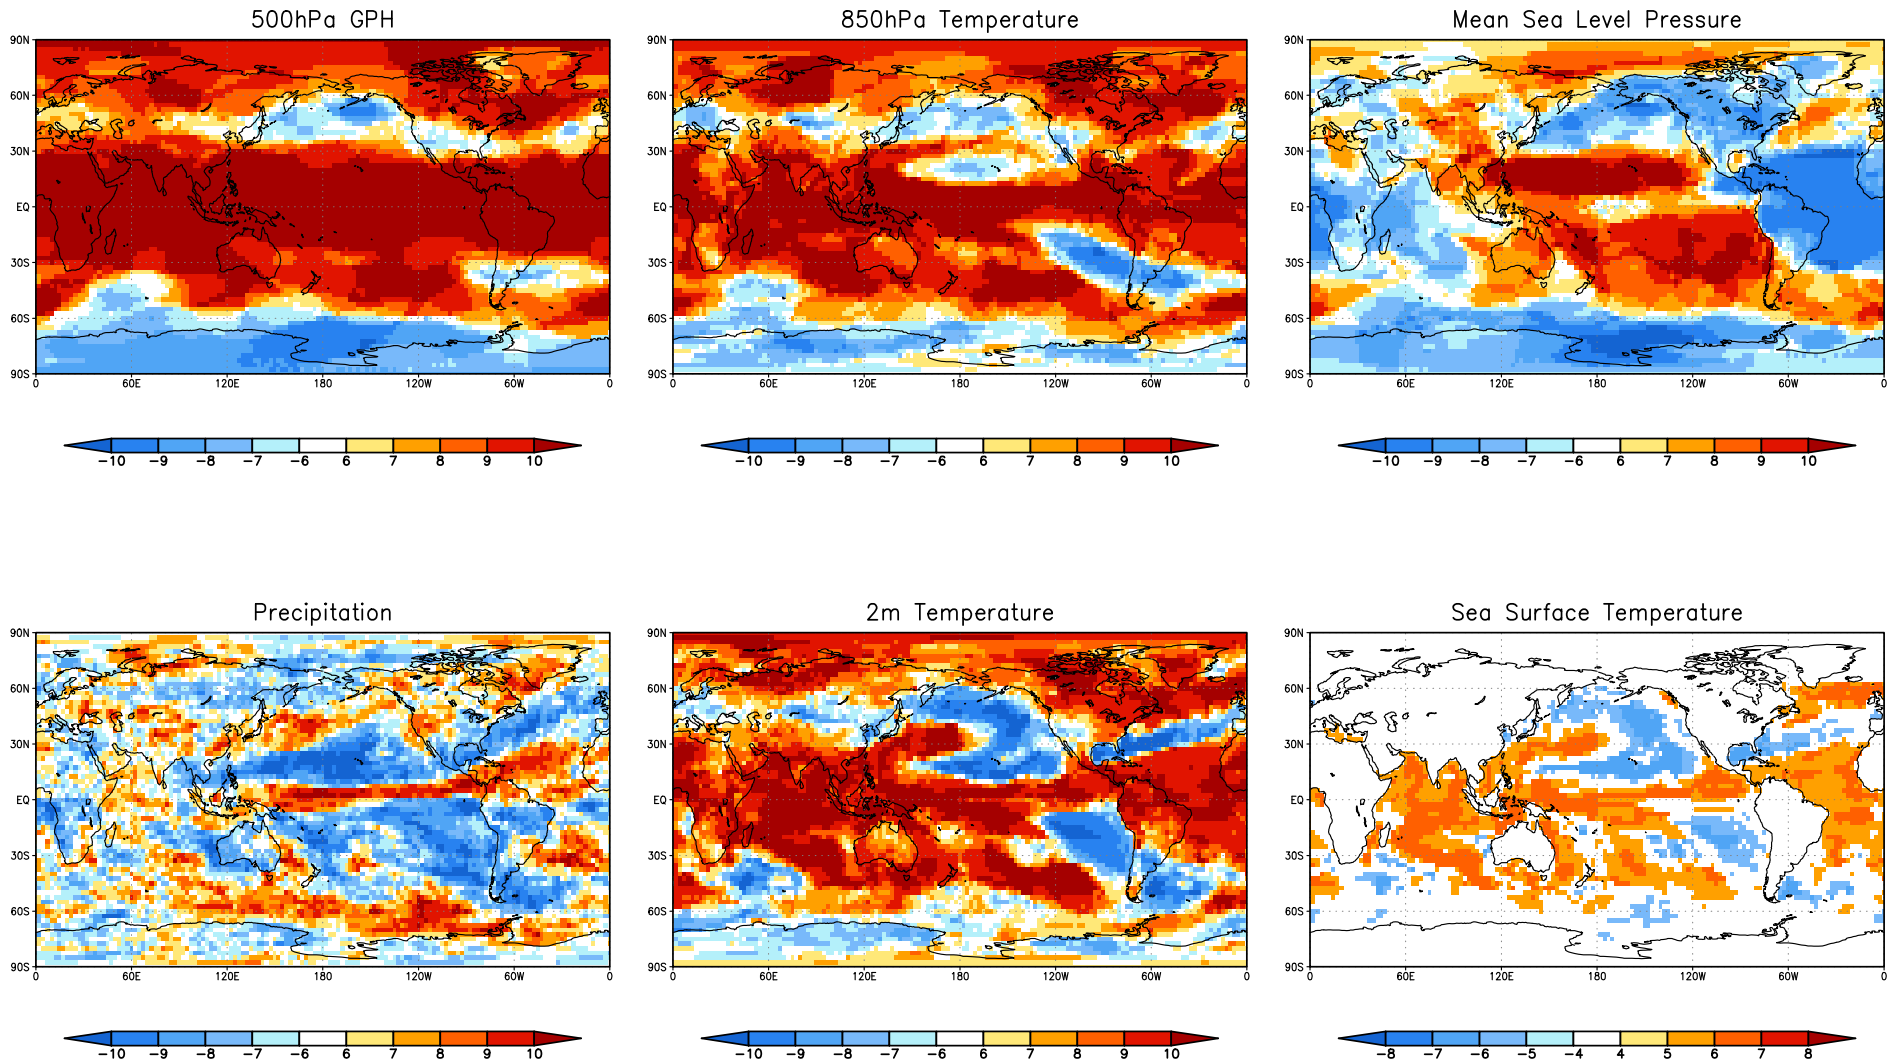 500hPa GPH
850hPa Temperature
Mean Sea Level Pressure
90N 90N 90N
60N 60N 60N
30N 30N 30N
EQ EQ EQ
30S 30S 30S
60S 60S 60S
90S 90S 90S
0 60E 120E 180 120W 60W 0
0 60E 120E 180 120W 60W 0
0 60E 120E 180 120W 60W 0
-10 -9 -8 -7 -6 6 7 8 9 10
-10 -9 -8 -7 -6 6 7 8 9 10
-10 -9 -8 -7 -6 6 7 8 9 10
Precipitation
2m Temperature
Sea Surface Temperature
90N 90N 90N
60N 60N 60N
30N 30N 30N
EQ EQ EQ
30S 30S 30S
60S 60S 60S
90S 90S 90S
0 60E 120E 180 120W 60W 0
0 60E 120E 180 120W 60W 0
0 60E 120E 180 120W 60W 0
-10 -9 -8 -7 -6 6 7 8 9 10
-10 -9 -8 -7 -6 6 7 8 9 10
-8 -7 -6 -5 -4 4 5 6 7 8